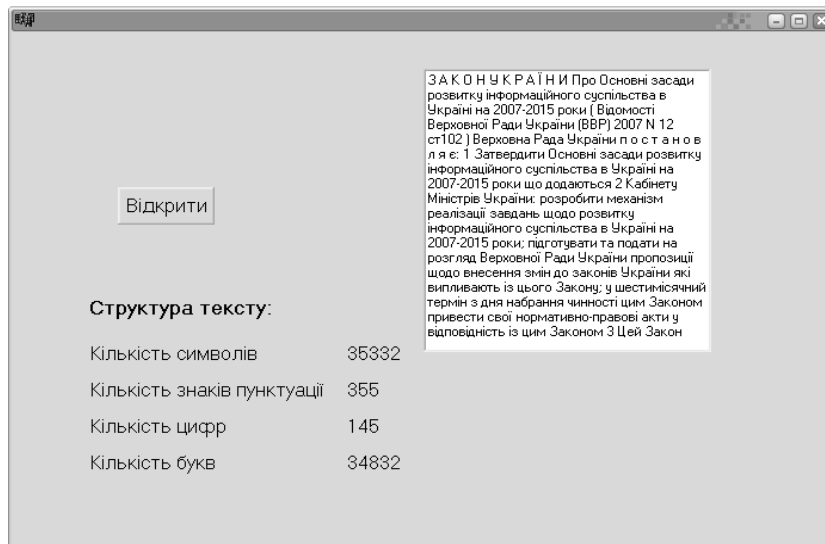 З А К О Н У К Р А Ї Н И Про Основні засади
розвитку інформаційного суспільства в
Україні на 2007-2015 роки ( Відомості
Верховної Ради України (ВВР) 2007 N 12
ст102 ) Верховна Рада України п о с т а н о в
л я є: 1 Затвердити Основні засади розвитку
інформаційного суспільства в Україні на
2007-2015 роки що додаються 2 Кабінету
Міністрів України: розробити механізм
реалізації завдань щодо розвитку
інформаційного суспільства в Україні на
2007-2015 роки; підготувати та подати на
розгляд Верховної Ради України пропозиції
щодо внесення змін до законів України які
випливають із цього Закону; у шестимісячний
термін з дня набрання чинності цим Законом
привести свої нормативно-правові акти у
відповідність із цим Законом 3 Цей Закон
Відкрити
Структура тексту:
Кількість символів 35332
Кількість знаків пунктуації 355
Кількість цифр 145
Кількість букв 34832